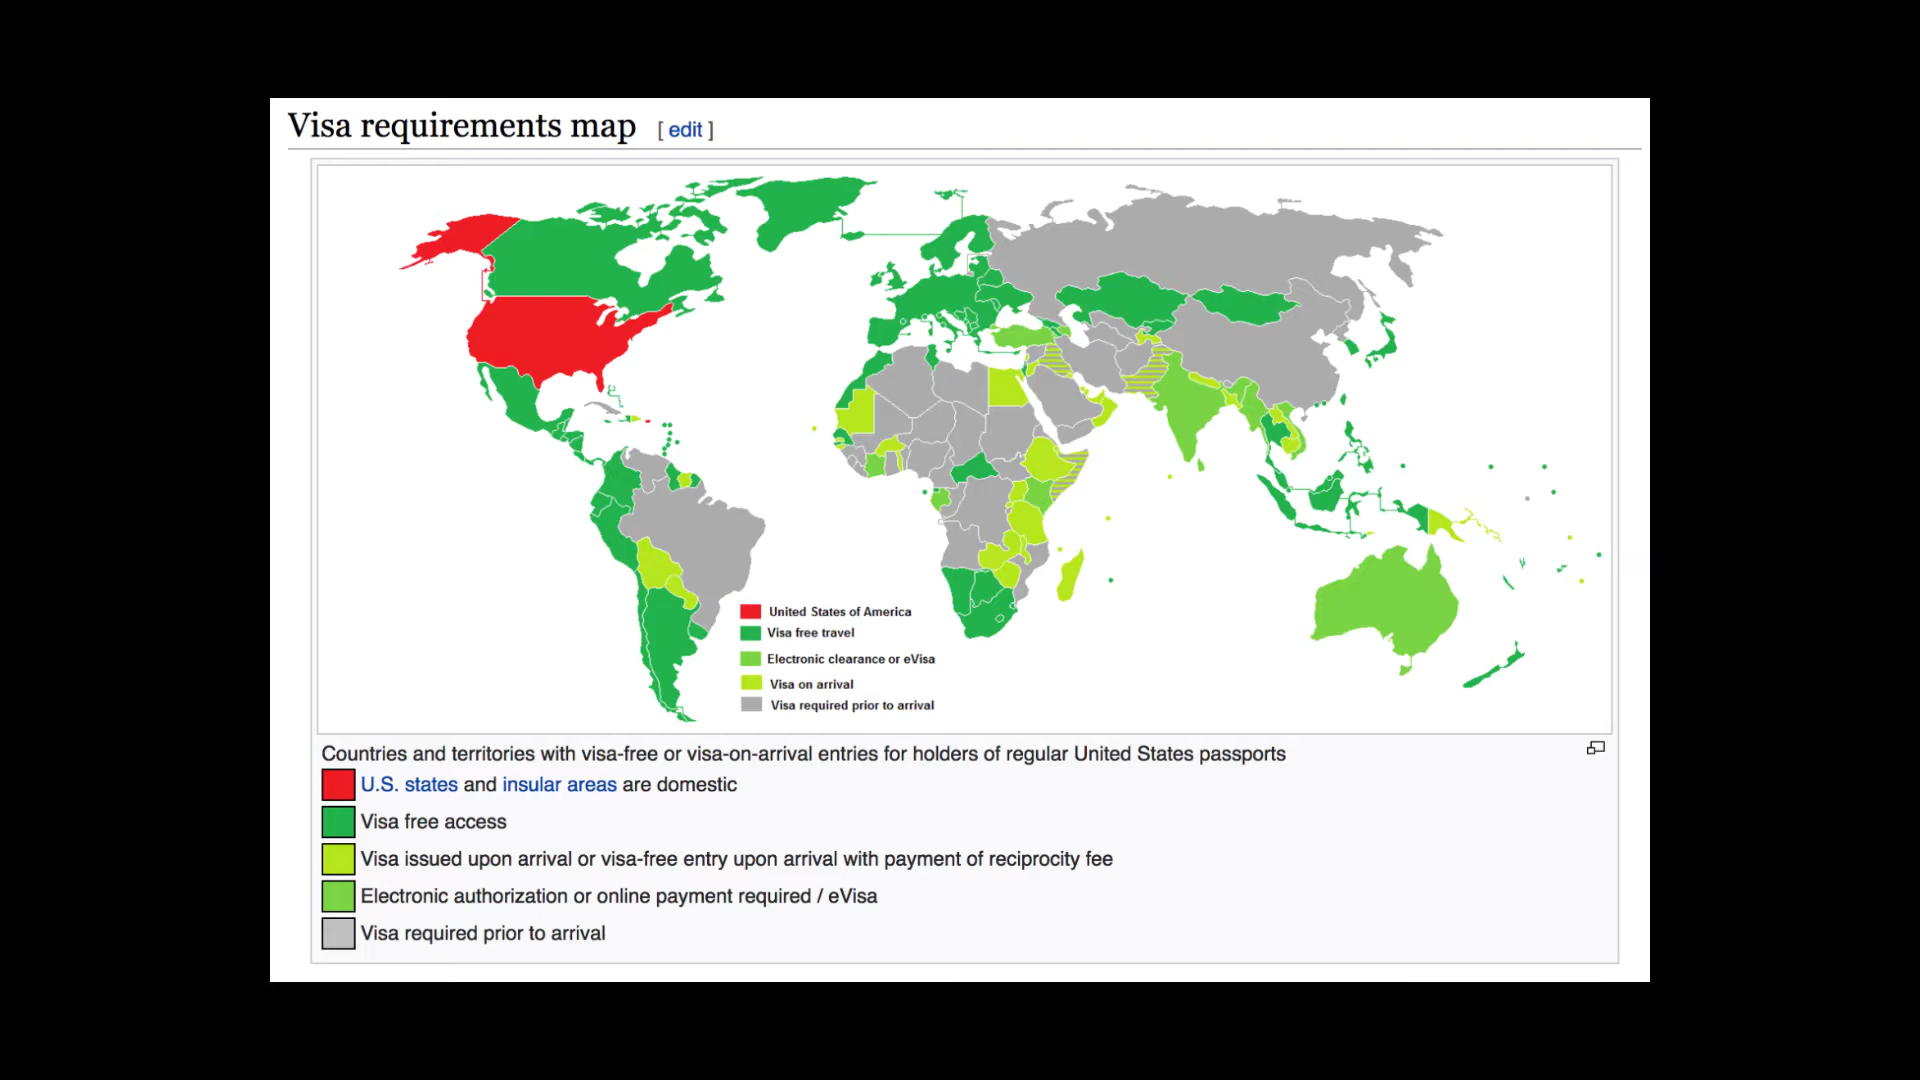 Visa requirements map [ edit ]
United States of America
Visa free travel
Electronic clearance or eVisa
Visa on arrival
Visa required prior to arrival
Countries and territories with visa-free or visa-on-arrival entries for holders of regular United States passports
U.S. states and insular areas are domestic
Visa free access
Visa issued upon arrival or visa-free entry upon arrival with payment of reciprocity fee
Electronic authorization or online payment required / eVisa
Visa required prior to arrival